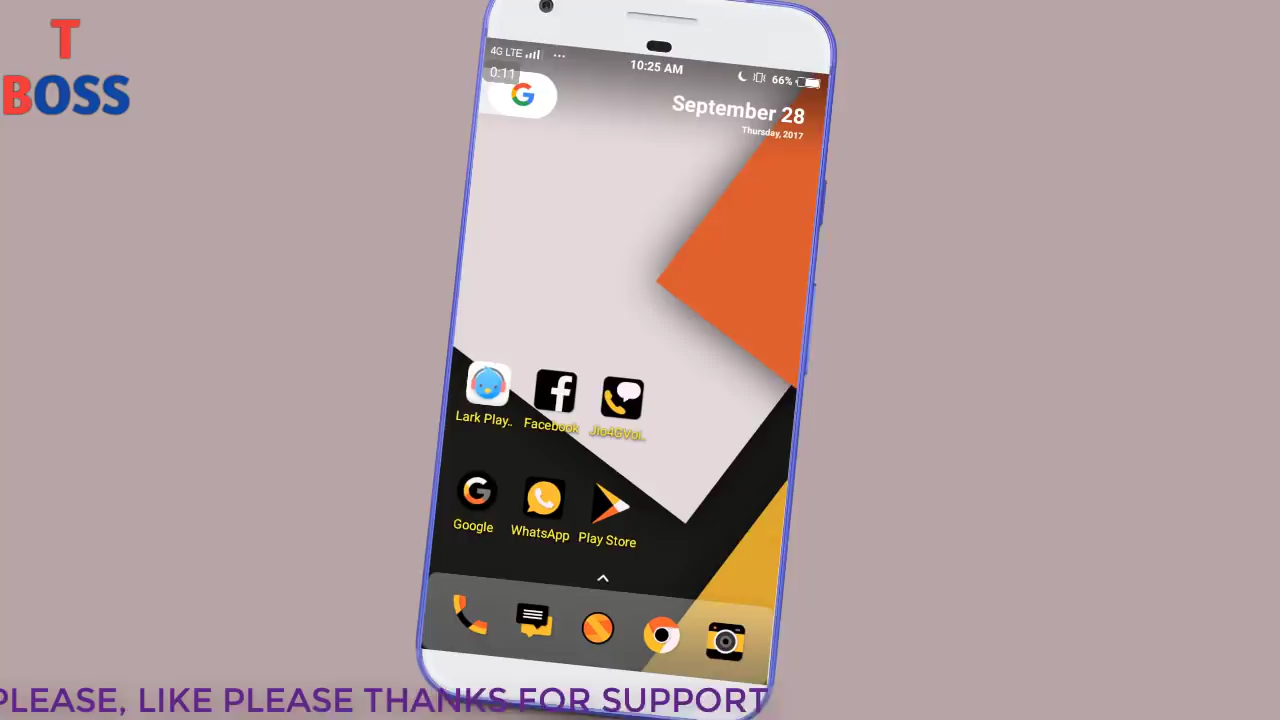 T
BOSS
4G LTE
10:25 AM
66%
0:11
G
September 28
Thursday, 2017
Lark Play..
Facebook
Jio4GVoi..
Google
WhatsApp
Play Store
PLEASE, LIKE PLEASE THANKS FOR SUPPORT